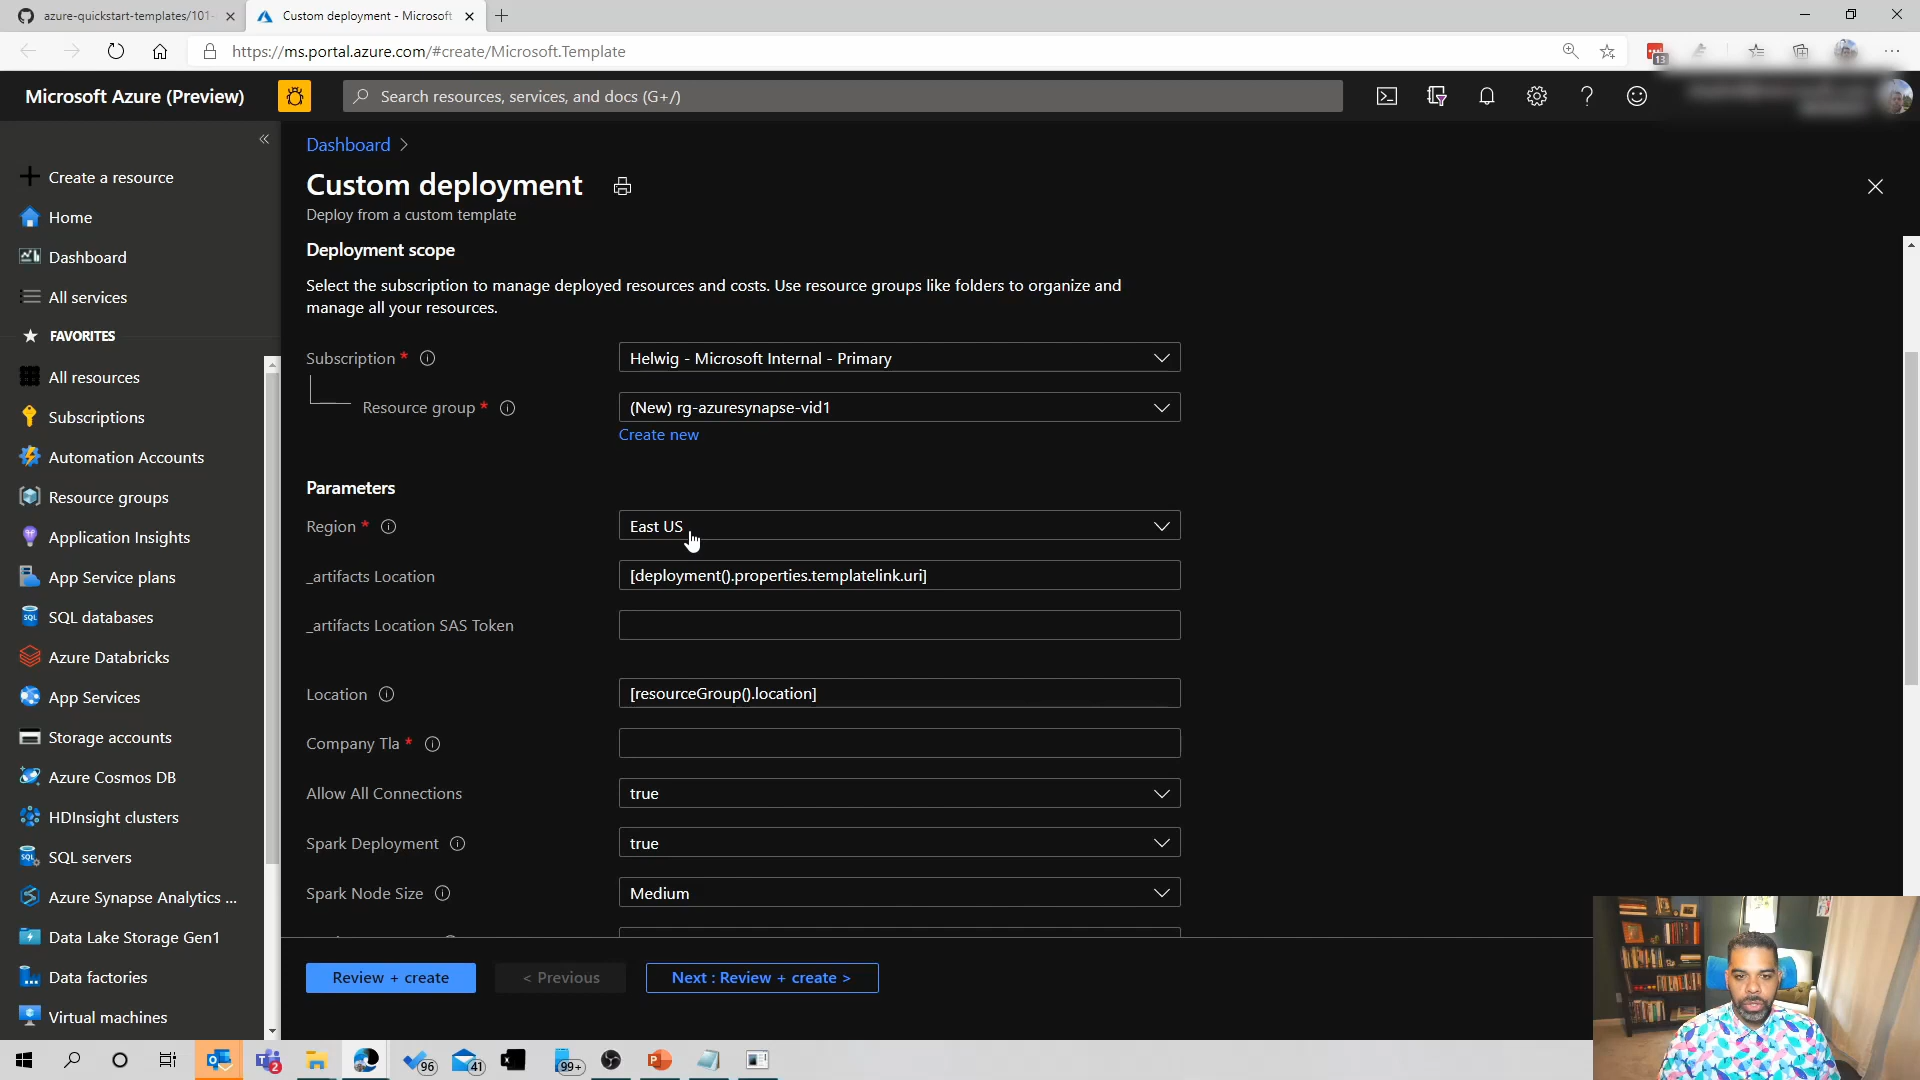 azure-quickstart-templates/101-
Custom deployment - Microsoft
https://ms.portal.azure.com/#create/Microsoft.Template
13
Microsoft Azure (Preview)
Search resources, services, and docs (G+/)
Create a resource
Home
Dashboard
All services
FAVORITES
All resources
Subscriptions
Automation Accounts
Resource groups
Application Insights
App Service plans
SQL databases
Azure Databricks
App Services
Storage accounts
Azure Cosmos DB
HDInsight clusters
SQL servers
Azure Synapse Analytics ...
Data Lake Storage Gen1
Data factories
Virtual machines
Dashboard >
Custom deployment
Deploy from a custom template
Deployment scope
Select the subscription to manage deployed resources and costs. Use resource groups like folders to organize and
manage all your resources.
Subscription * Helwig - Microsoft Internal - Primary
Resource group * (New) rg-azuresynapse-vid1
Create new
Parameters
Region * East US
_artifacts Location [deployment().properties.templatelink.uri]
_artifacts Location SAS Token
Location [resourceGroup().location]
Company Tla *
Allow All Connections true
Spark Deployment true
Spark Node Size Medium
Review + create < Previous Next : Review + create >
2 96 41 99+